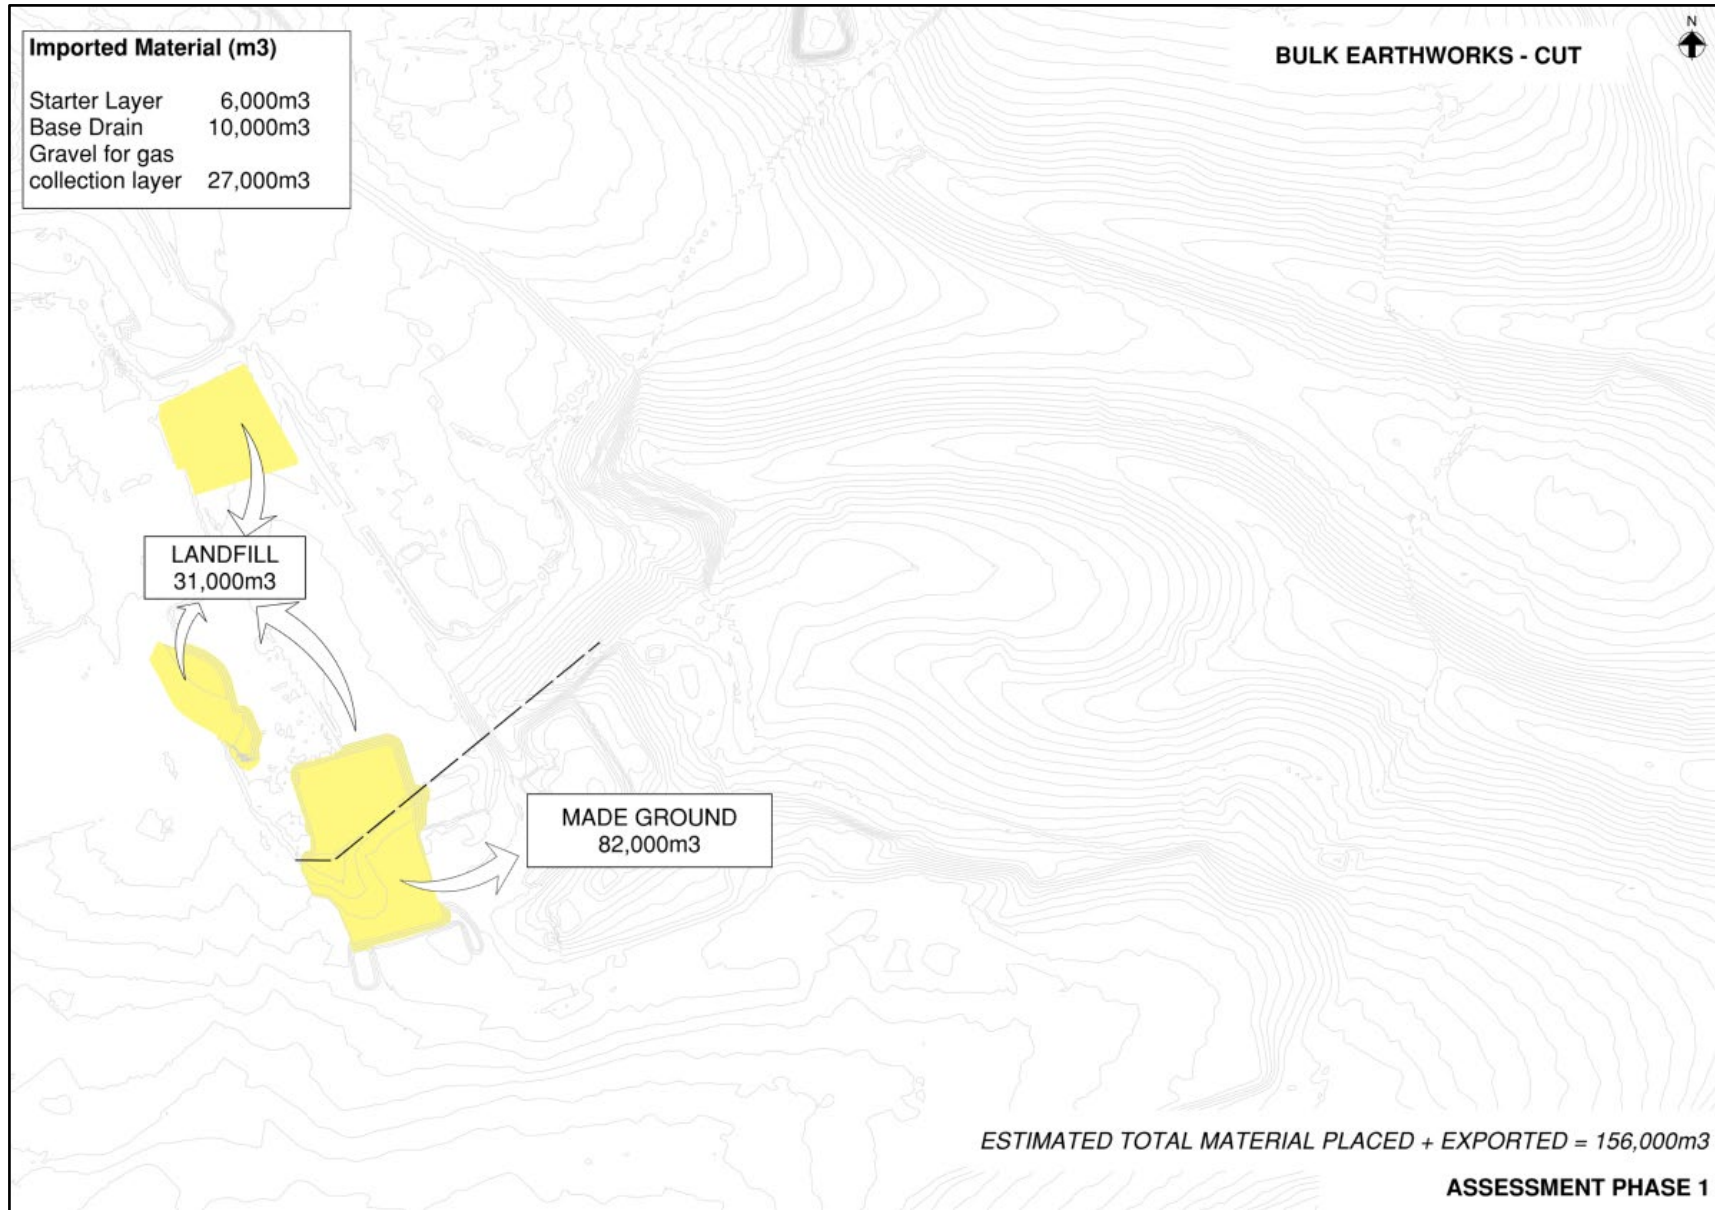 Imported Material (m3)
Starter Layer 6,000m3
Base Drain 10,000m3
Gravel for gas
collection layer 27,000m3
BULK EARTHWORKS - CUT
N
LANDFILL
31,000m3
MADE GROUND
82,000m3
ESTIMATED TOTAL MATERIAL PLACED + EXPORTED = 156,000m3
ASSESSMENT PHASE 1